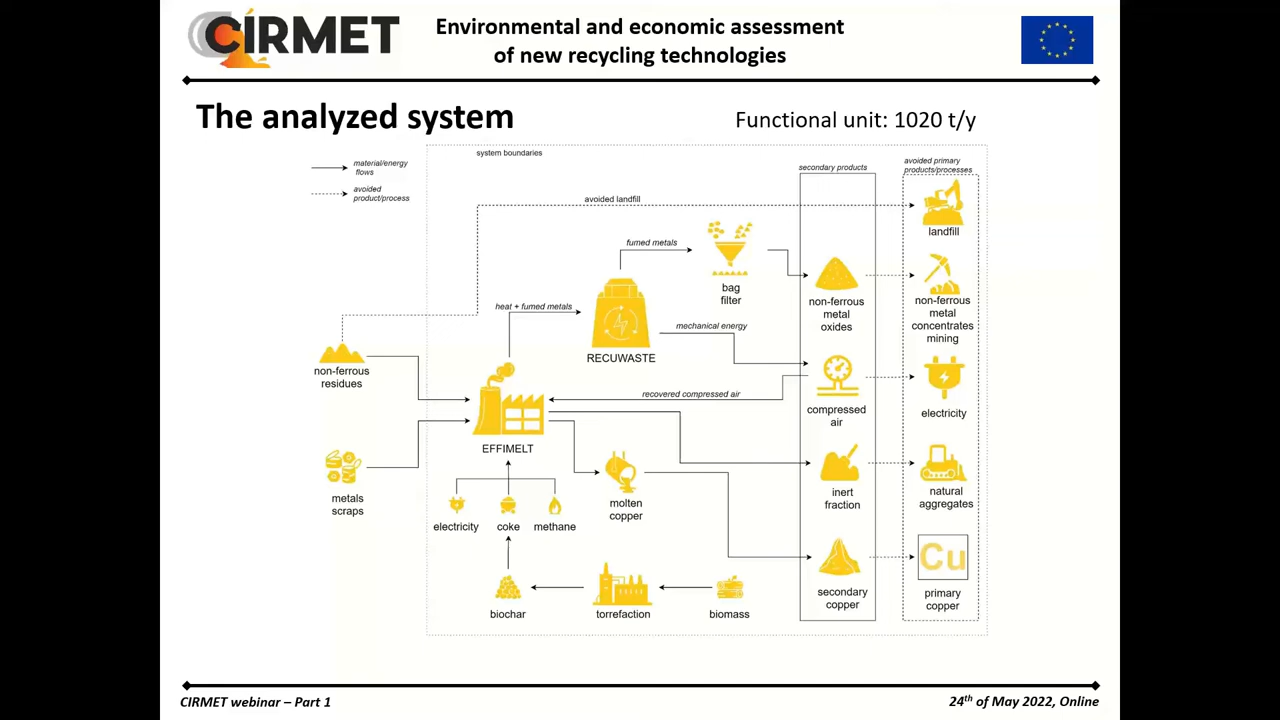 CIRMET
Environmental and economic assessment
of new recycling technologies
The analyzed system
Functional unit: 1020 t/y
system boundaries
material/energy
flows
avoided
product/process
secondary products
avoided primary
products/processes
avoided landfill
landfill
fumed metals
bag
filter
non-ferrous
metal
oxides
non-ferrous
metal
concentrates
mining
heat + fumed metals
RECUWASTE
mechanical energy
non-ferrous
residues
recovered compressed air
compressed
air
electricity
EFFIMELT
metals
scraps
electricity
coke
methane
molten
copper
inert
fraction
natural
aggregates
biochar
torrefaction
biomass
secondary
copper
Cu
primary
copper
CIRMET webinar – Part 1
24th of May 2022, Online